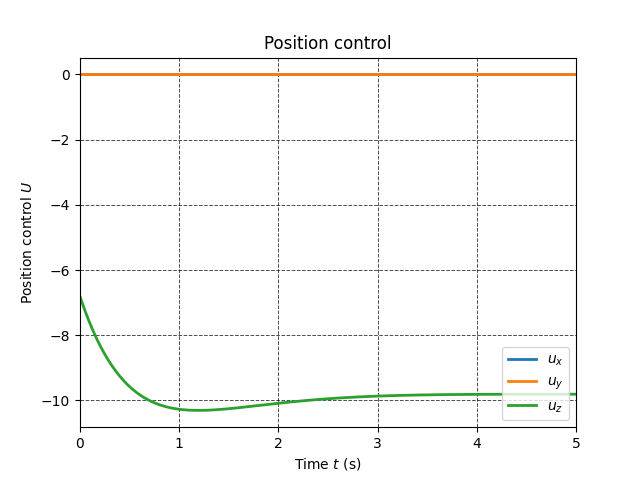 Position control
0
−2
−4
−6
−8
−10
Position control U
0 1 2 3 4 5
Time t (s)
u_x
u_y
u_z